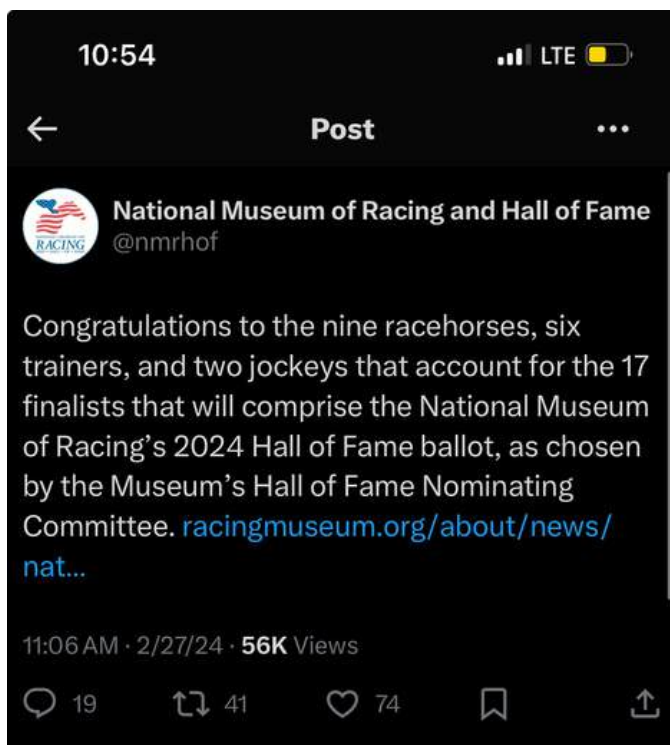 10:54
LTE
Post
RACING
National Museum of Racing and Hall of Fame
@nmrhof
Congratulations to the nine racehorses, six
trainers, and two jockeys that account for the 17
finalists that will comprise the National Museum
of Racing’s 2024 Hall of Fame ballot, as chosen
by the Museum’s Hall of Fame Nominating
Committee. racingmuseum.org/about/news/
nat...
11:06 AM · 2/27/24 · 56K Views
19 41 74